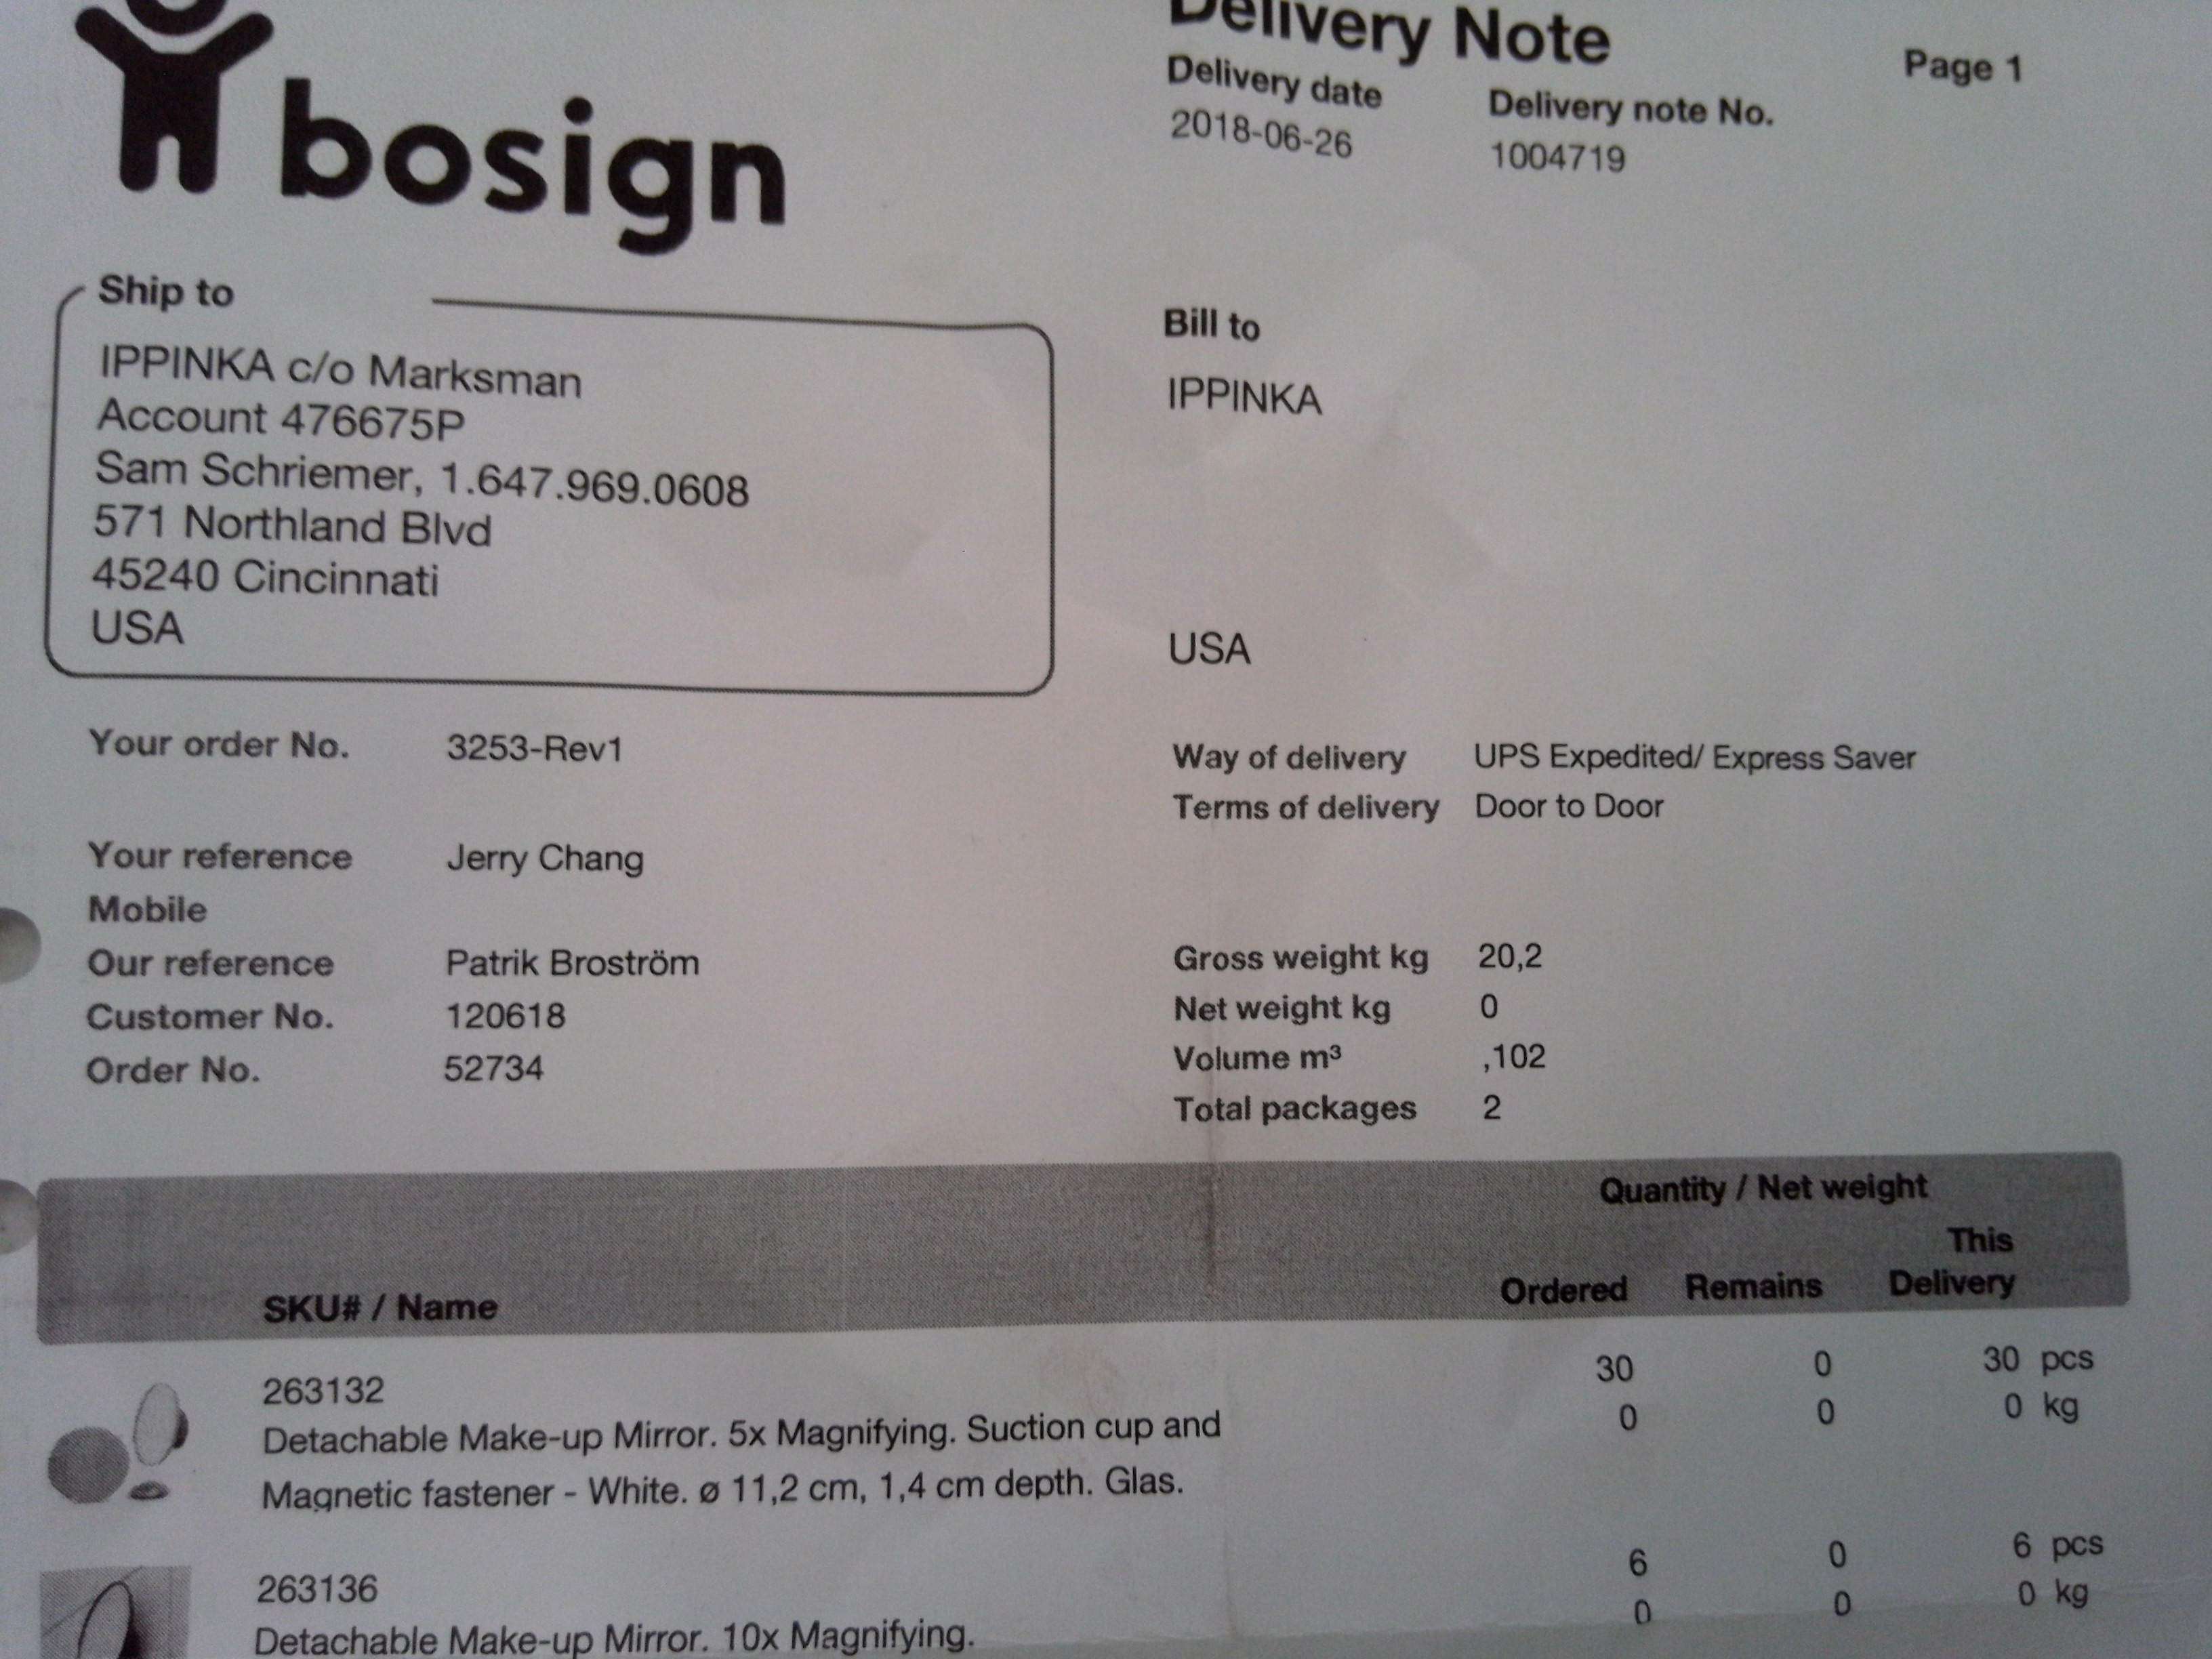 bosign
Delivery Note
Page 1
Delivery date
Delivery note No.
2018-06-26
1004719
Ship to
IPPINKA c/o Marksman
Account 476675P
Sam Schriemer, 1.647.969.0608
571 Northland Blvd
45240 Cincinnati
USA
Bill to
IPPINKA
USA
Your order No. 3253-Rev1
Your reference Jerry Chang
Mobile
Our reference Patrik Broström
Customer No. 120618
Order No. 52734
Way of delivery UPS Expedited/ Express Saver
Terms of delivery Door to Door
Gross weight kg 20,2
Net weight kg 0
Volume m³ ,102
Total packages 2
Quantity / Net weight
This
SKU# / Name Ordered Remains Delivery
263132 30 0 30 pcs
0 0 0 kg
Detachable Make-up Mirror. 5x Magnifying. Suction cup and
Magnetic fastener - White. ø 11,2 cm, 1,4 cm depth. Glas.
263136 6 0 6 pcs
0 0 0 kg
Detachable Make-up Mirror. 10x Magnifying.